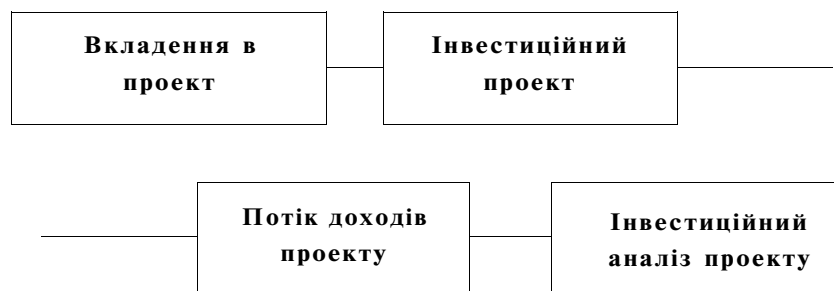 Вкладення в
проект
Інвестиційний
проект
Потік доходів
проекту
Інвестиційний
аналіз проекту